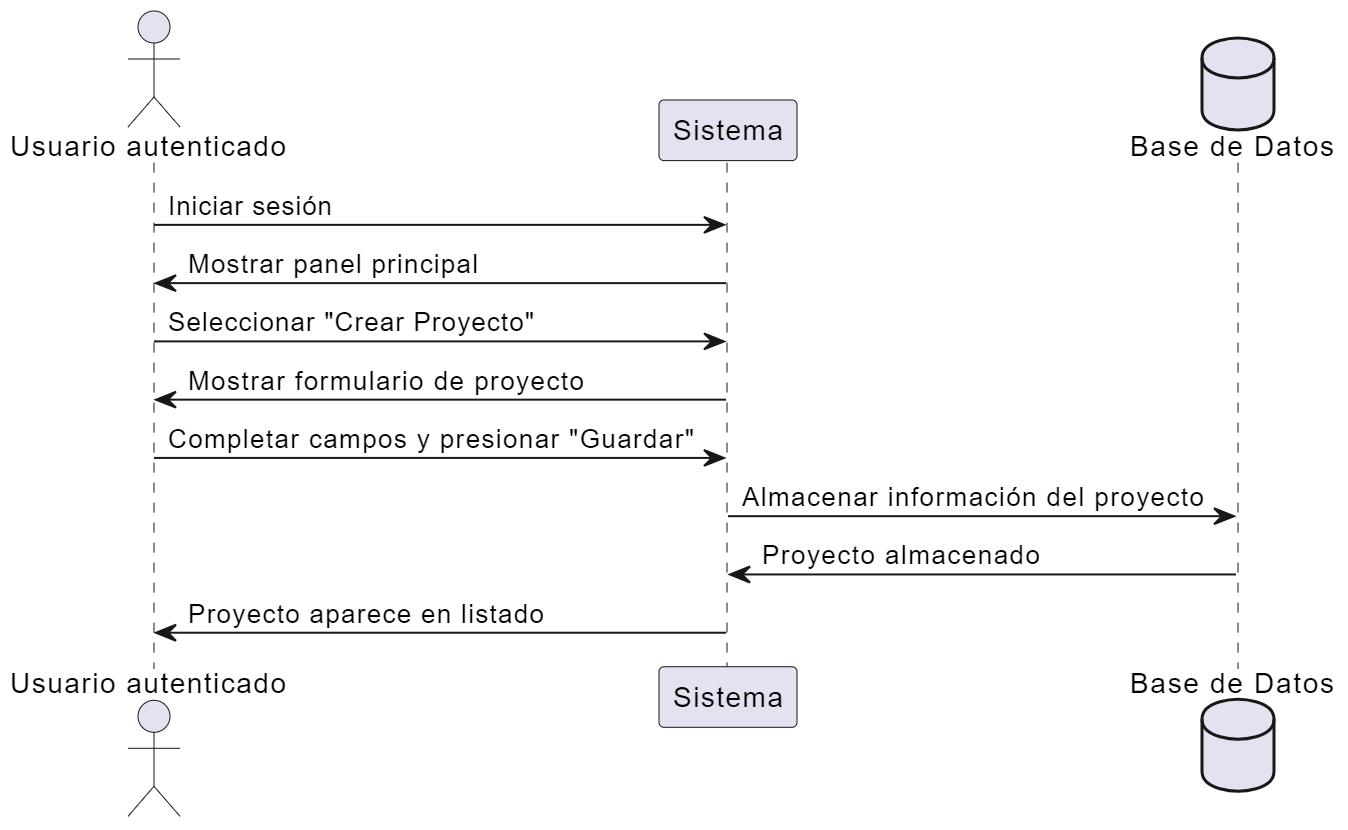 Usuario autenticado
Sistema
Base de Datos
Iniciar sesión
Mostrar panel principal
Seleccionar "Crear Proyecto"
Mostrar formulario de proyecto
Completar campos y presionar "Guardar"
Almacenar información del proyecto
Proyecto almacenado
Proyecto aparece en listado
Usuario autenticado
Sistema
Base de Datos